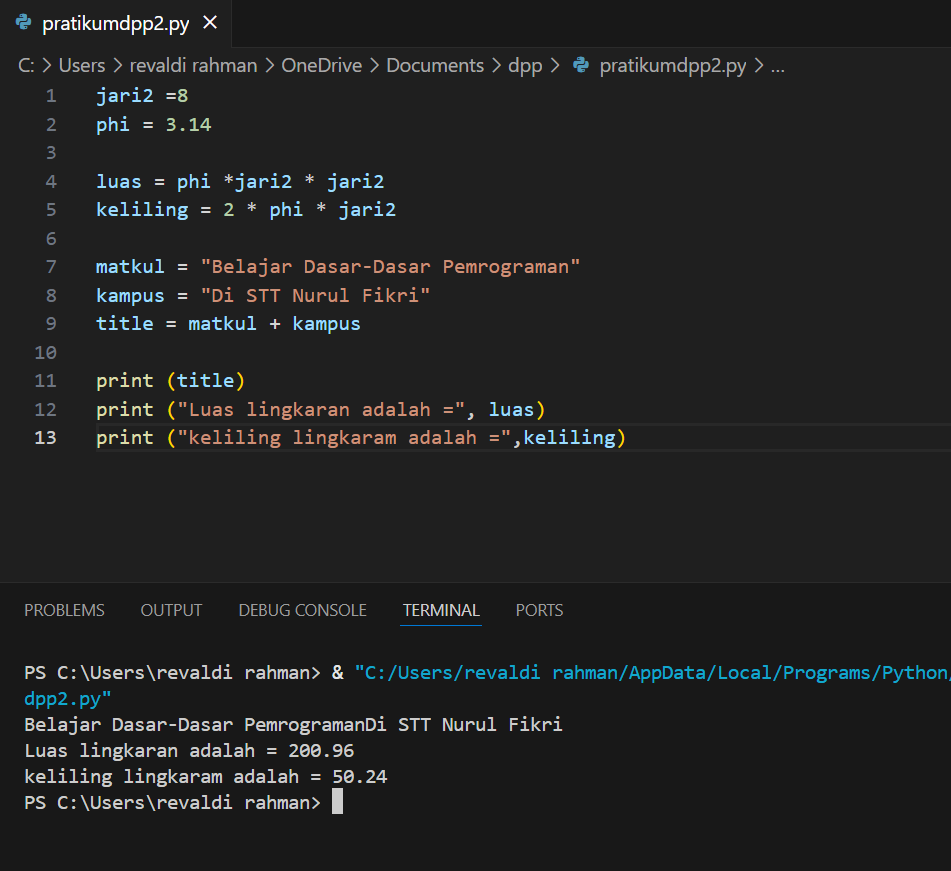 pratikumdpp2.py ×
C: > Users > revaldi rahman > OneDrive > Documents > dpp > pratikumdpp2.py > ...
1 jari2 =8
2 phi = 3.14
3
4 luas = phi *jari2 * jari2
5 keliling = 2 * phi * jari2
6
7 matkul = "Belajar Dasar-Dasar Pemrograman"
8 kampus = "Di STT Nurul Fikri"
9 title = matkul + kampus
10
11 print (title)
12 print ("Luas lingkaran adalah =", luas)
13 print ("keliling lingkaram adalah =",keliling)
PROBLEMS OUTPUT DEBUG CONSOLE TERMINAL PORTS
PS C:\Users\revaldi rahman> & "C:/Users/revaldi rahman/AppData/Local/Programs/Python/
dpp2.py"
Belajar Dasar-Dasar PemrogramanDi STT Nurul Fikri
Luas lingkaran adalah = 200.96
keliling lingkaram adalah = 50.24
PS C:\Users\revaldi rahman>